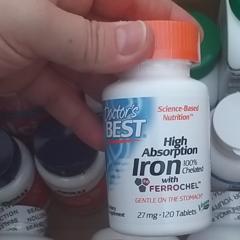 Doctor's
BEST
Science-Based
Nutrition™
High
Absorption
Iron 100%
Chelated
with
FERROCHEL™
GENTLE ON THE STOMACH
27 mg · 120 Tablets